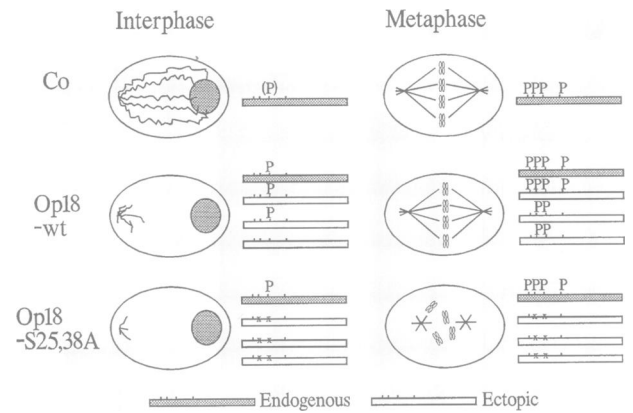 Interphase Metaphase
Co
(P)
PPP P
Op18
-wt
P
P
P
PPP P
PPP P
PP
PP
Op18
-S25,38A
P
x x
x x
x x
PPP P
x x
x x
x x
Endogenous Ectopic